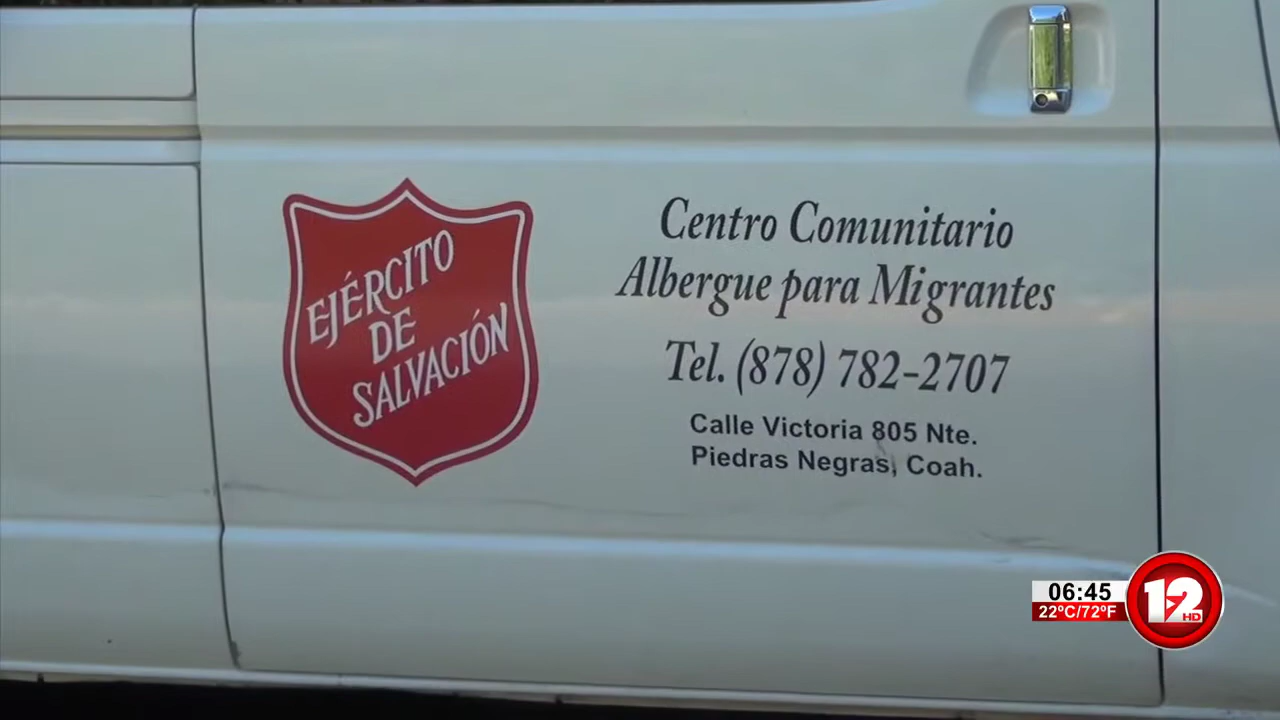 EJÉRCITO
DE
SALVACIÓN
Centro Comunitario
Albergue para Migrantes
Tel. (878) 782-2707
Calle Victoria 805 Nte.
Piedras Negras, Coah.
06:45
22°C/72°F
12
HD